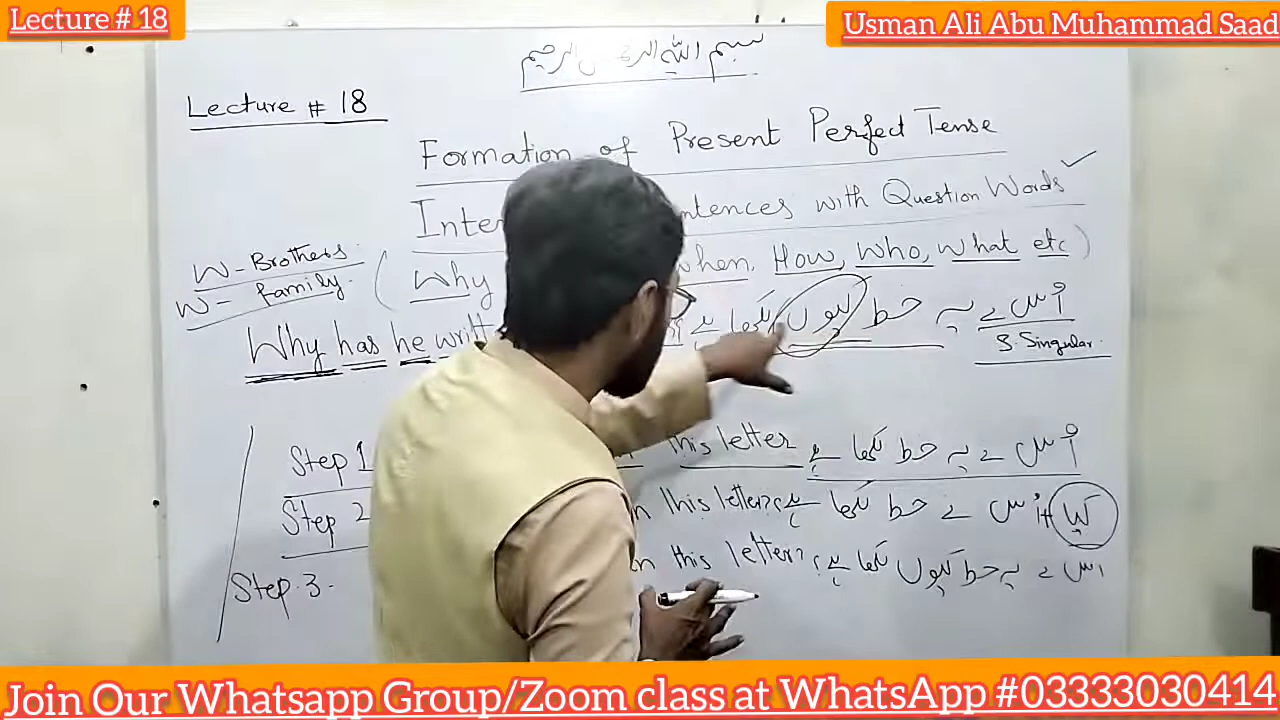 Lecture # 18
Usman Ali Abu Muhammad Saad
بسم اللہ الرحمٰن الرحیم
Lecture # 18
Formation of Present Perfect Tense
Inter ntences with Question Words ✓
W-Brothers
W- family.
( Why when, How, who, what etc )
اُس نے یہ خط کیوں لکھا ہے
3. Singular.
Why has he writt
Step 1 this letter اُس نے یہ خط لکھا ہے
Step 2 n this letter? کیا اُس نے خط لکھا ہے؟
Step 3- n this letter? اس نے یہ خط کیوں لکھا ہے؟
Join Our Whatsapp Group/Zoom class at WhatsApp #03333030414